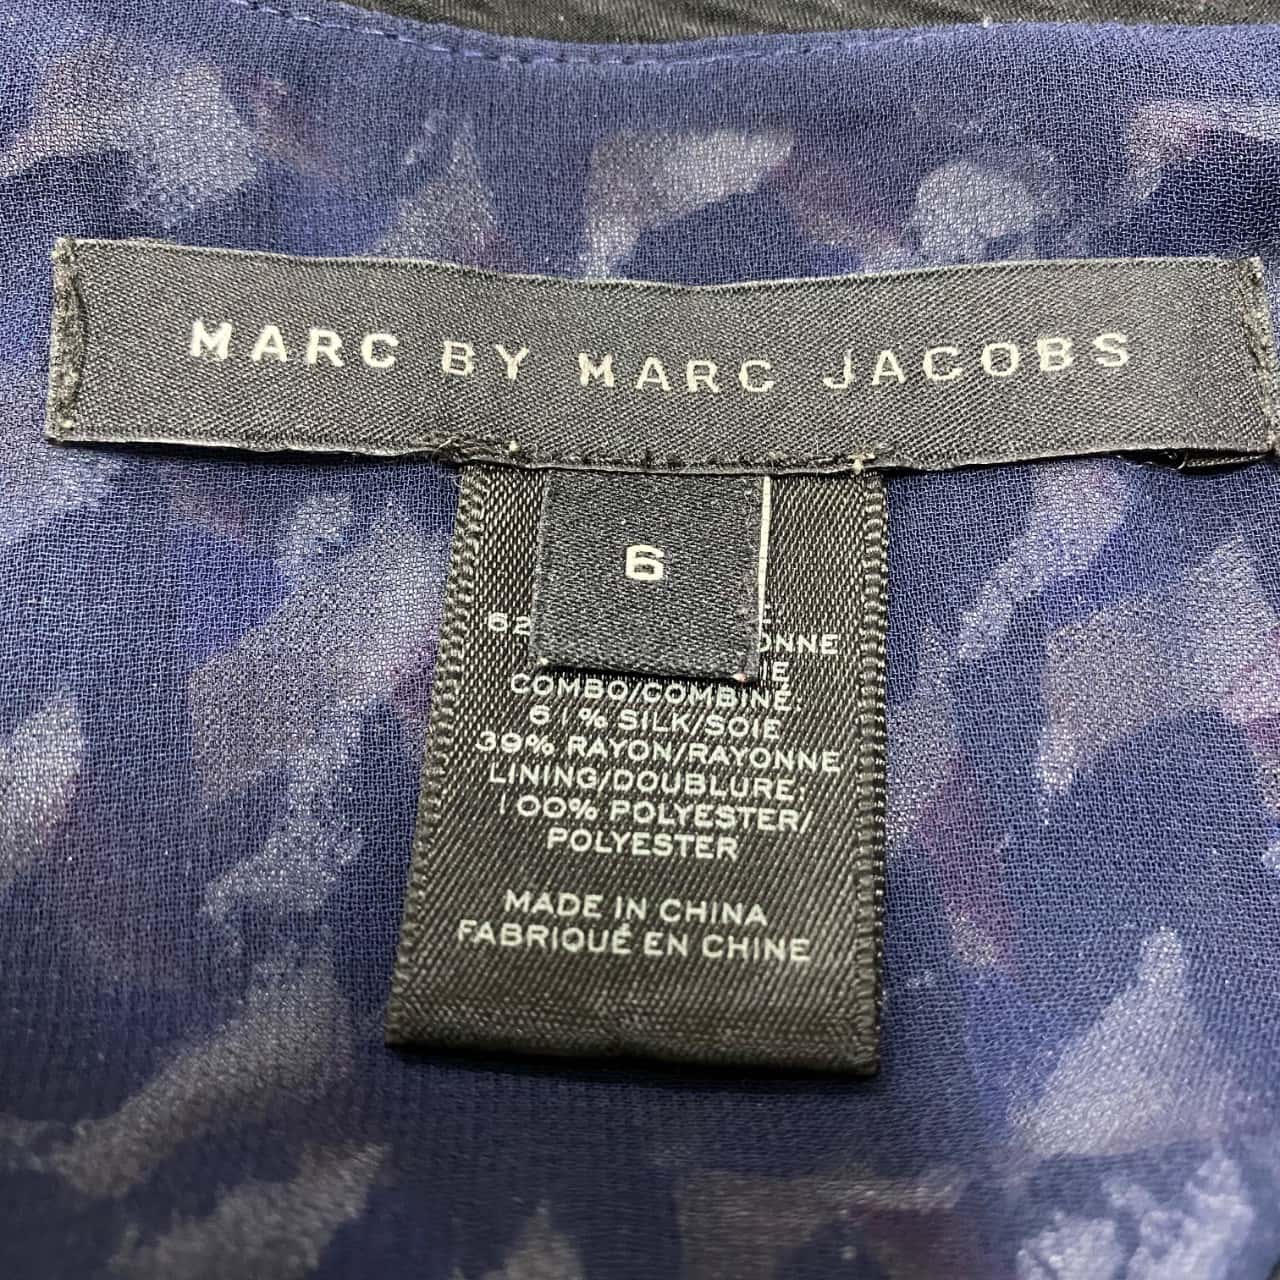 MARC BY MARC JACOBS
6
COMBO/COMBINÉ:
61% SILK/SOIE
39% RAYON/RAYONNE
LINING/DOUBLURE:
100% POLYESTER/
POLYESTER
MADE IN CHINA
FABRIQUÉ EN CHINE